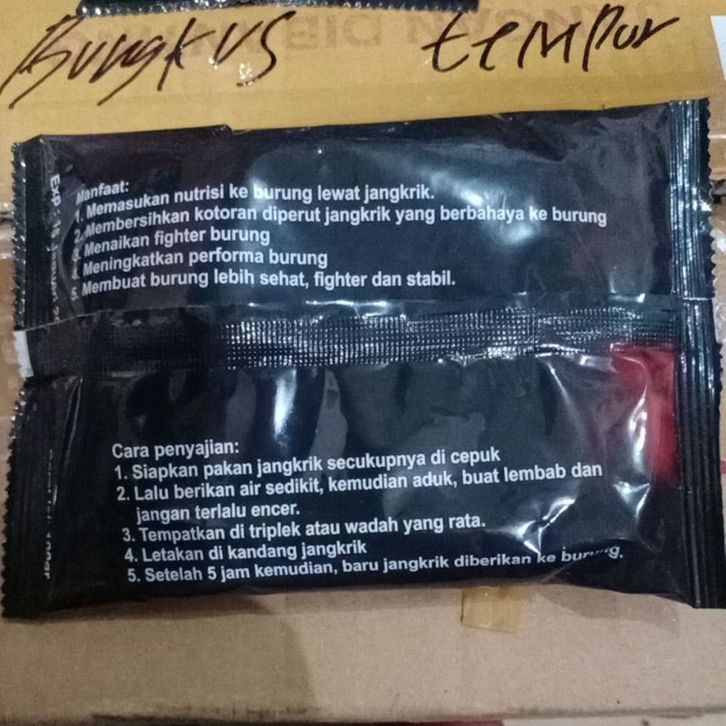 Bungkus tempur
Manfaat:
1. Memasukan nutrisi ke burung lewat jangkrik.
2. Membersihkan kotoran diperut jangkrik yang berbahaya ke burung
Menaikan fighter burung
Meningkatkan performa burung
5. Membuat burung lebih sehat, fighter dan stabil.
EXP : 18
Cara penyajian:
1. Siapkan pakan jangkrik secukupnya di cepuk
2. Lalu berikan air sedikit, kemudian aduk, buat lembab dan
jangan terlalu encer.
3. Tempatkan di triplek atau wadah yang rata.
4. Letakan di kandang jangkrik
5. Setelah 5 jam kemudian, baru jangkrik diberikan ke burung.